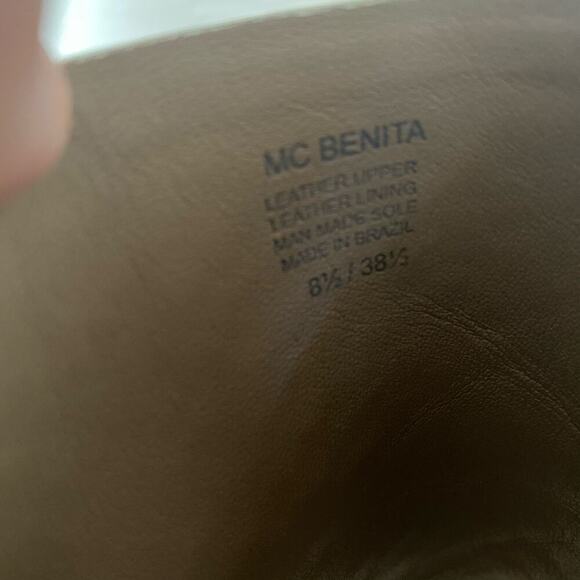 MC BENITA
LEATHER UPPER
LEATHER LINING
MAN MADE SOLE
MADE IN BRAZIL
8½ / 38½